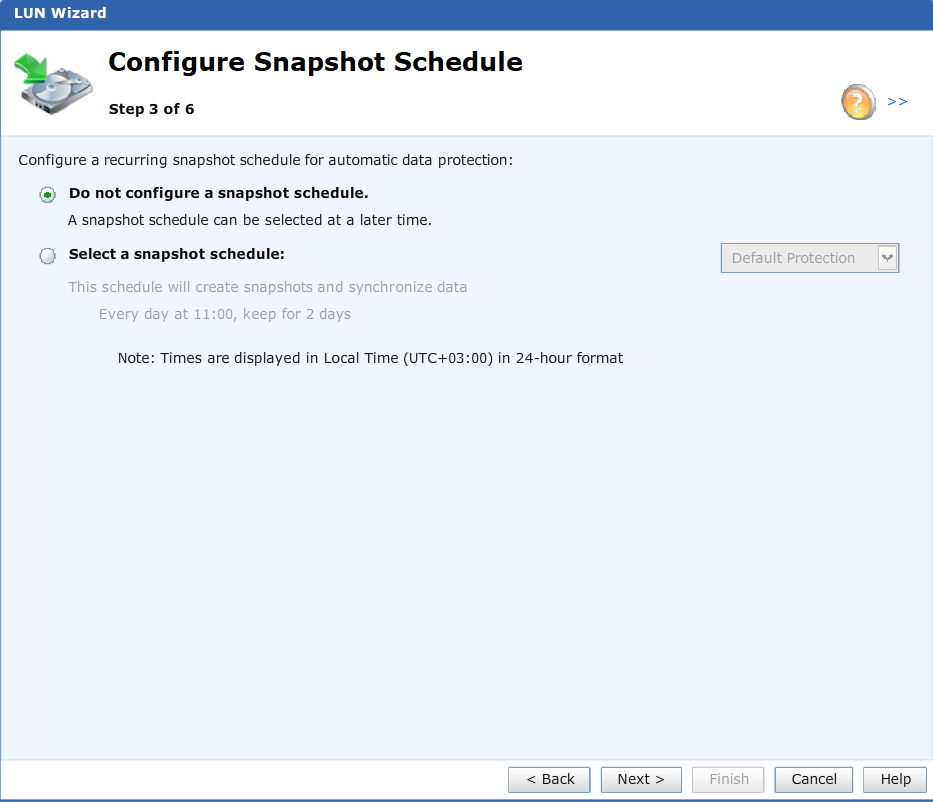 LUN Wizard
Configure Snapshot Schedule
Step 3 of 6
?
>>
Configure a recurring snapshot schedule for automatic data protection:
Do not configure a snapshot schedule.
A snapshot schedule can be selected at a later time.
Select a snapshot schedule:
Default Protection
This schedule will create snapshots and synchronize data
Every day at 11:00, keep for 2 days
Note: Times are displayed in Local Time (UTC+03:00) in 24-hour format
< Back
Next >
Finish
Cancel
Help